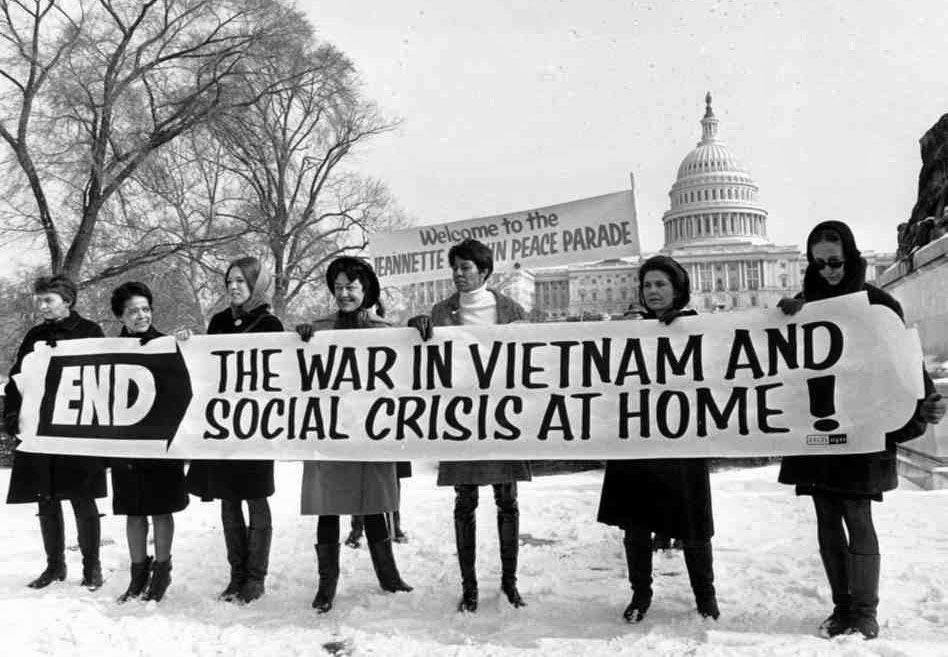 Welcome to the
JEANNETTE PEACE PARADE
END
THE WAR IN VIETNAM AND
SOCIAL CRISIS AT HOME!